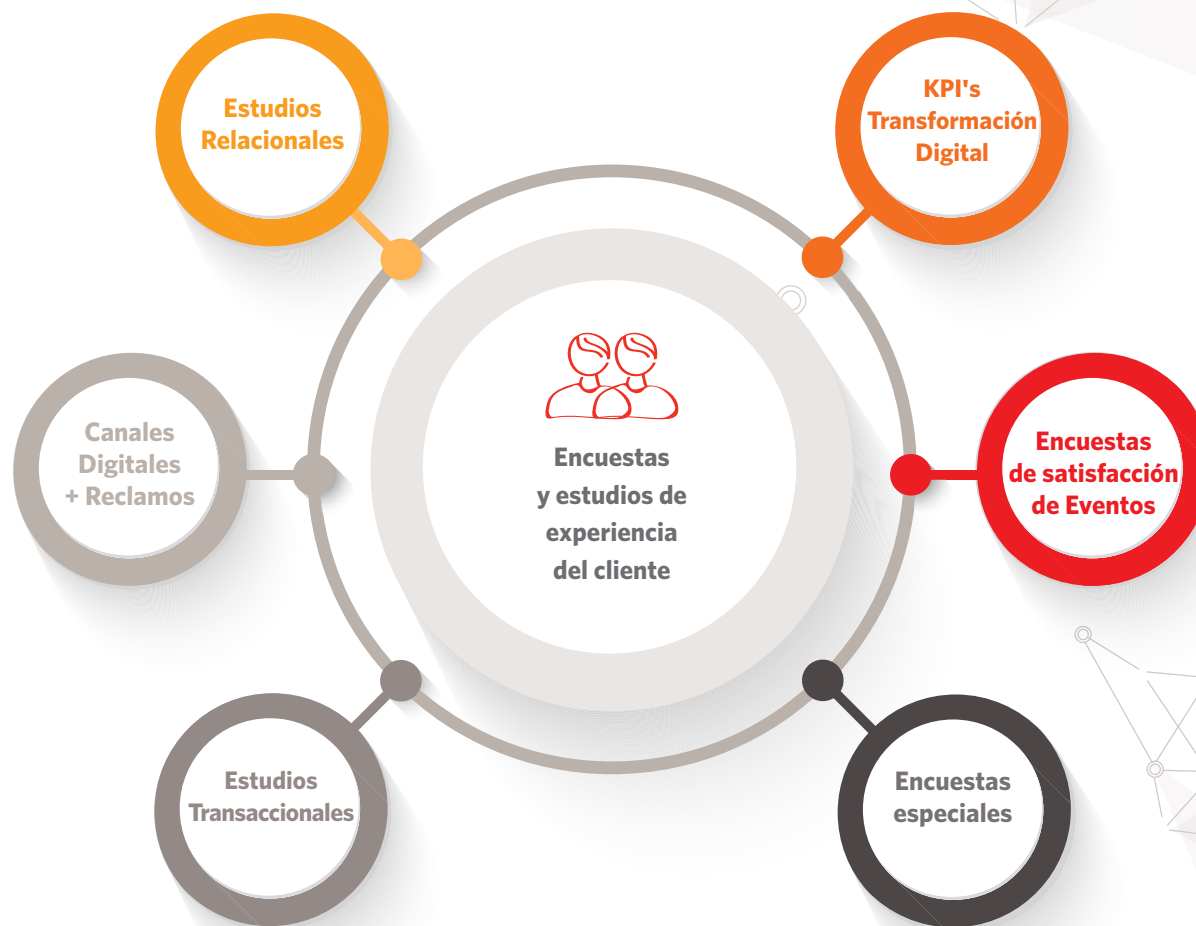 Estudios
Relacionales
KPI's
Transformación
Digital
Canales
Digitales
+ Reclamos
Encuestas
y estudios de
experiencia
del cliente
Encuestas
de satisfacción
de Eventos
Estudios
Transaccionales
Encuestas
especiales